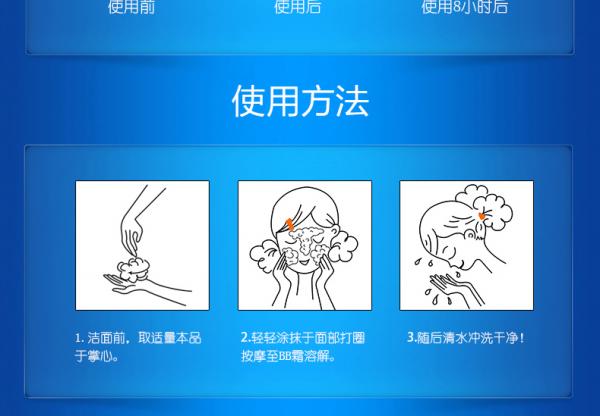 使用前
使用后
使用8小时后
使用方法
1. 洁面前，取适量本品
于掌心。
2.轻轻涂抹于面部打圈
按摩至BB霜溶解。
3.随后清水冲洗干净！